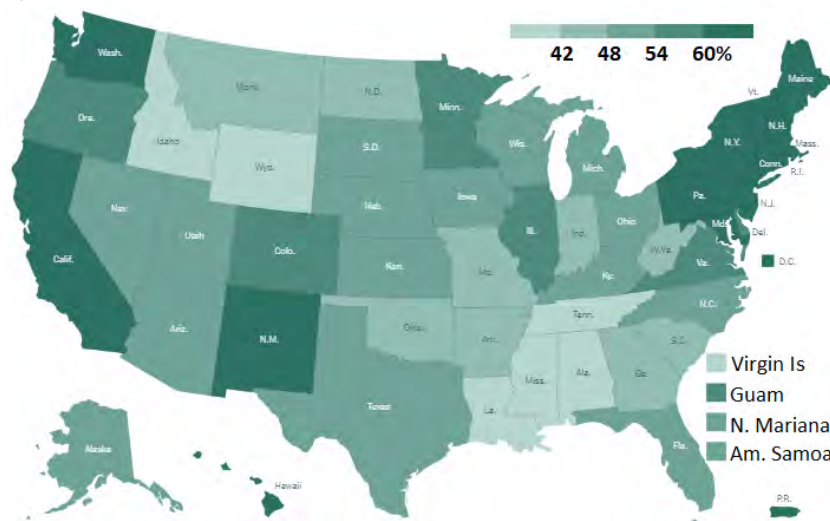 42 48 54 60%
Wash.
Mont.
N.D.
Minn.
Vt.
Maine
Ore.
Idaho
S.D.
Wis.
Mich.
N.Y.
N.H.
Mass.
Wyo.
Conn.
R.I.
Nev.
Utah
Colo.
Neb.
Iowa
Ill.
Ind.
Ohio
Pa.
N.J.
Calif.
Kan.
Mo.
Ky.
W.Va.
Va.
Md.
Del.
D.C.
Ariz.
N.M.
Okla.
Ark.
Tenn.
N.C.
S.C.
Texas
La.
Miss.
Ala.
Ga.
Fla.
Virgin Is
Guam
N. Mariana
Am. Samoa
Alaska
Hawaii
P.R.